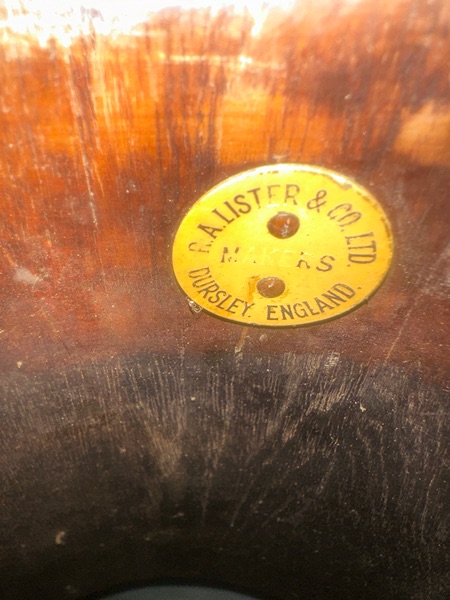 R.A.LISTER & CO. LTD.
MAKERS
DURSLEY. ENGLAND.